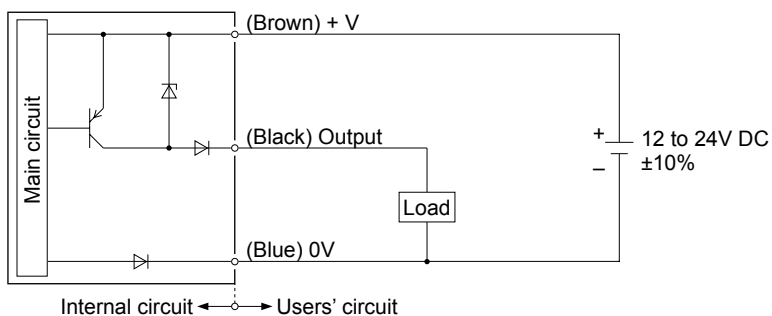 (Brown) + V
Main circuit
(Black) Output
+
12 to 24V DC
–
±10%
Load
(Blue) 0V
Internal circuit
Users' circuit